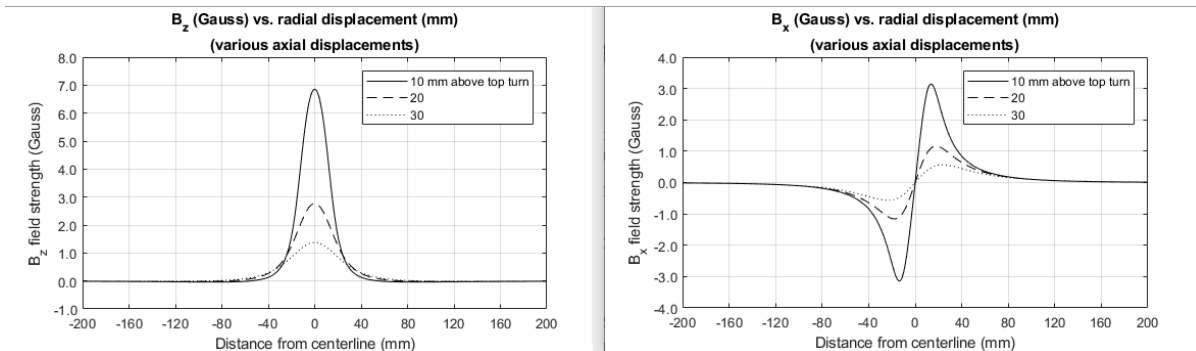 B_z (Gauss) vs. radial displacement (mm)
(various axial displacements)
8.0
7.0
6.0
5.0
4.0
3.0
2.0
1.0
0.0
-1.0
B_z field strength (Gauss)
10 mm above top turn
20
30
-200 -160 -120 -80 -40 0 40 80 120 160 200
Distance from centerline (mm)
B_x (Gauss) vs. radial displacement (mm)
(various axial displacements)
4.0
3.0
2.0
1.0
0.0
-1.0
-2.0
-3.0
-4.0
B_x field strength (Gauss)
10 mm above top turn
20
30
-200 -160 -120 -80 -40 0 40 80 120 160 200
Distance from centerline (mm)